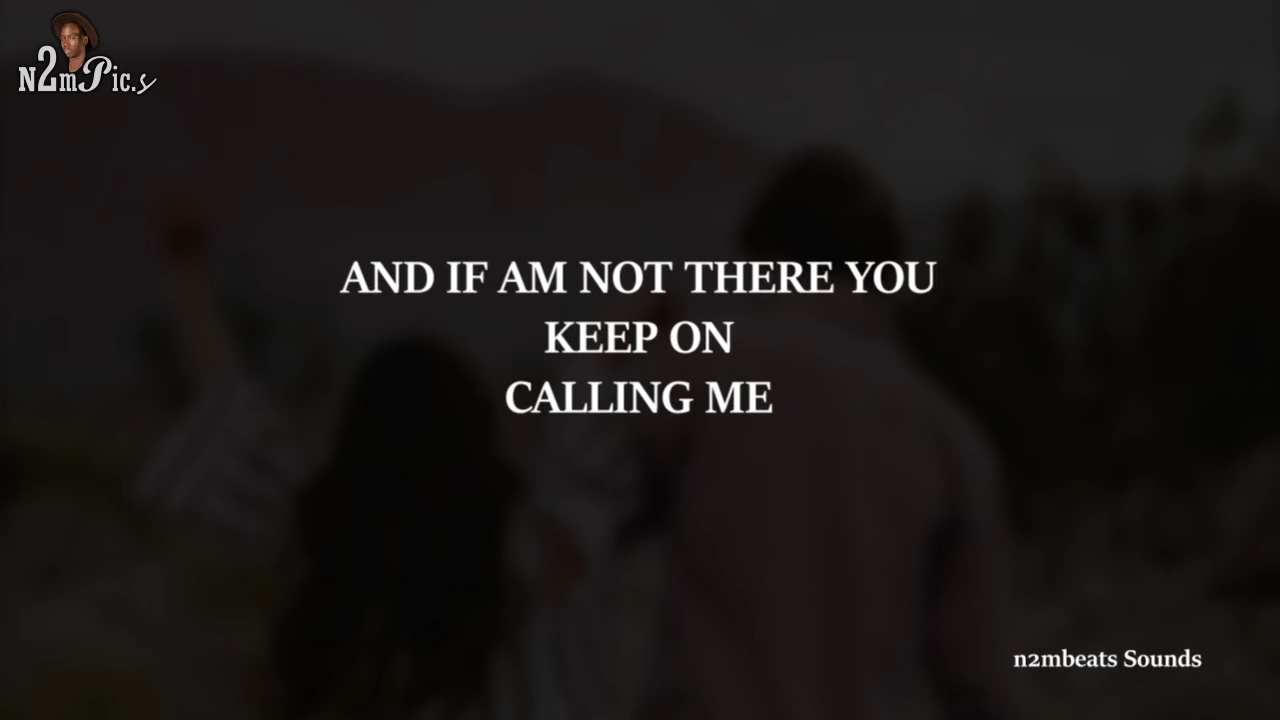 N2mPic.y
AND IF AM NOT THERE YOU
KEEP ON
CALLING ME
n2mbeats Sounds